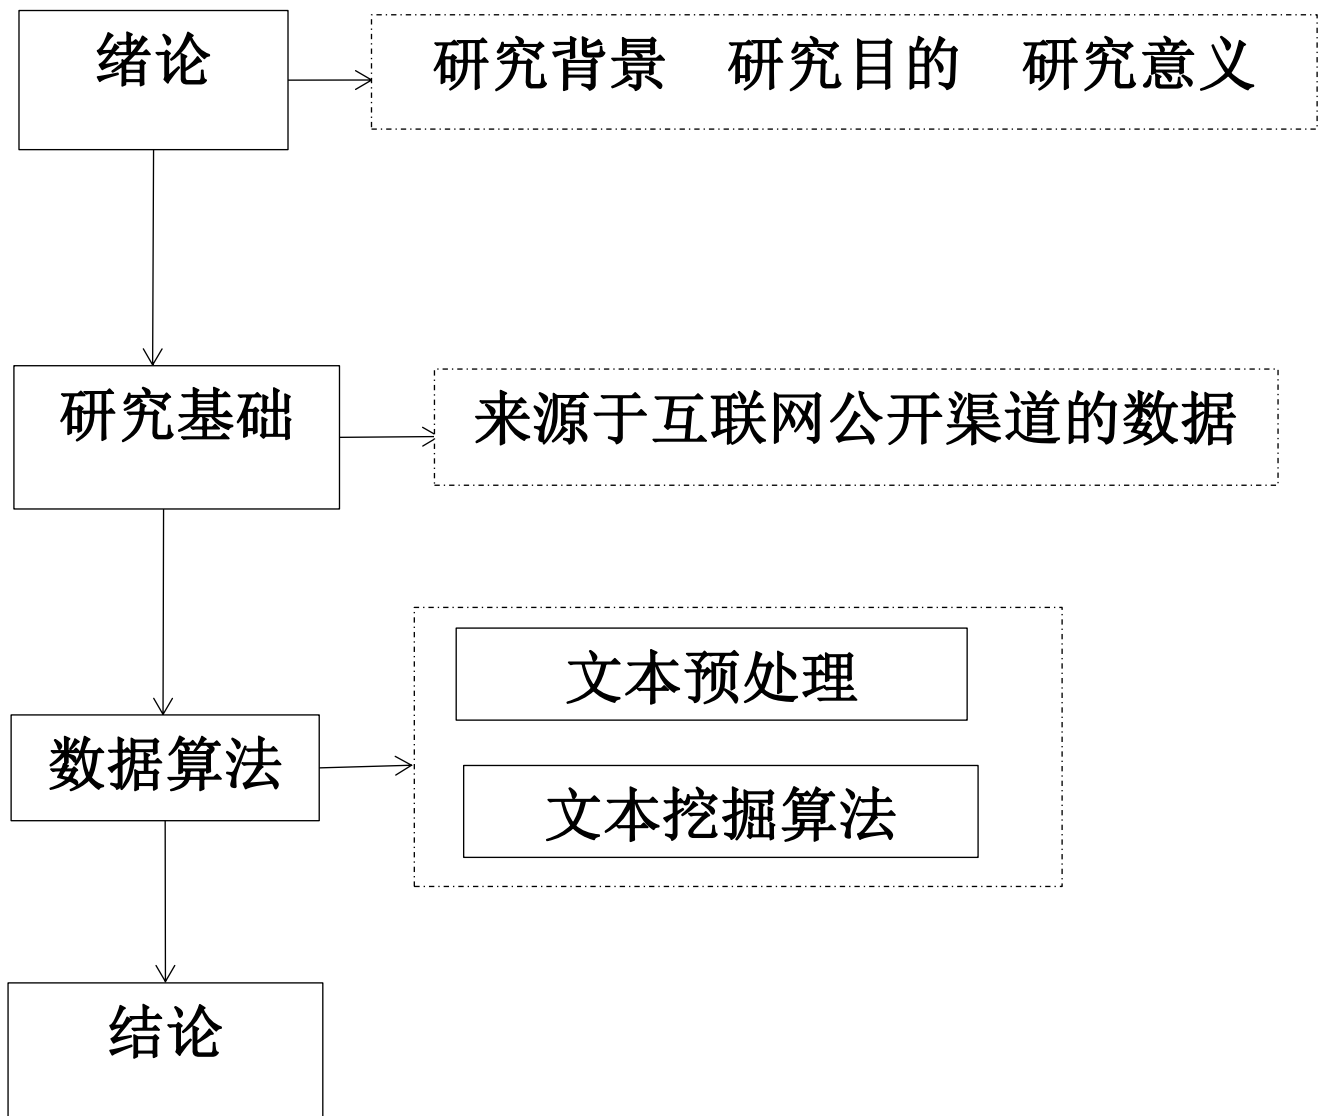 绪论
研究背景 研究目的 研究意义
研究基础
来源于互联网公开渠道的数据
文本预处理
数据算法
文本挖掘算法
结论